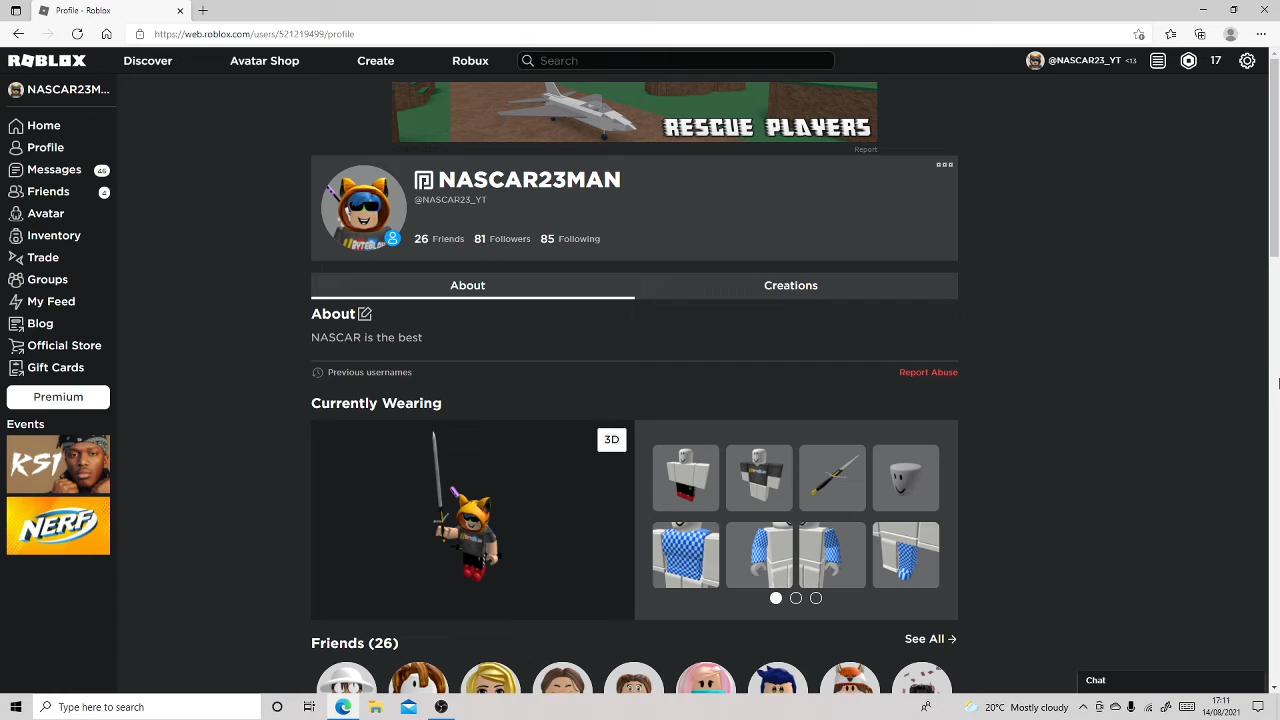 Profile - Roblox
https://web.roblox.com/users/521219499/profile
ROBLOX
Discover
Avatar Shop
Create
Robux
Search
@NASCAR23_YT <13
17
NASCAR23M...
Home
Profile
Messages 46
Friends 4
Avatar
Inventory
Trade
Groups
My Feed
Blog
Official Store
Gift Cards
Premium
Events
KSI
NERF
RESCUE PLAYERS
Report
NASCAR23MAN
@NASCAR23_YT
26 Friends 81 Followers 85 Following
About
Creations
About
NASCAR is the best
Previous usernames
Report Abuse
Currently Wearing
3D
Friends (26)
See All
Chat
Type here to search
20°C Mostly cloudy
17:11
14/08/2021